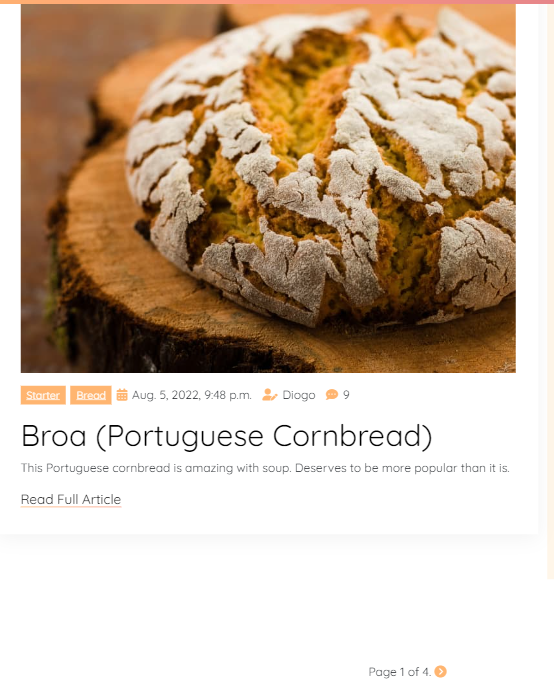 Starter Bread Aug. 5, 2022, 9:48 p.m. Diogo 9
Broa (Portuguese Cornbread)
This Portuguese cornbread is amazing with soup. Deserves to be more popular than it is.
Read Full Article
Page 1 of 4.